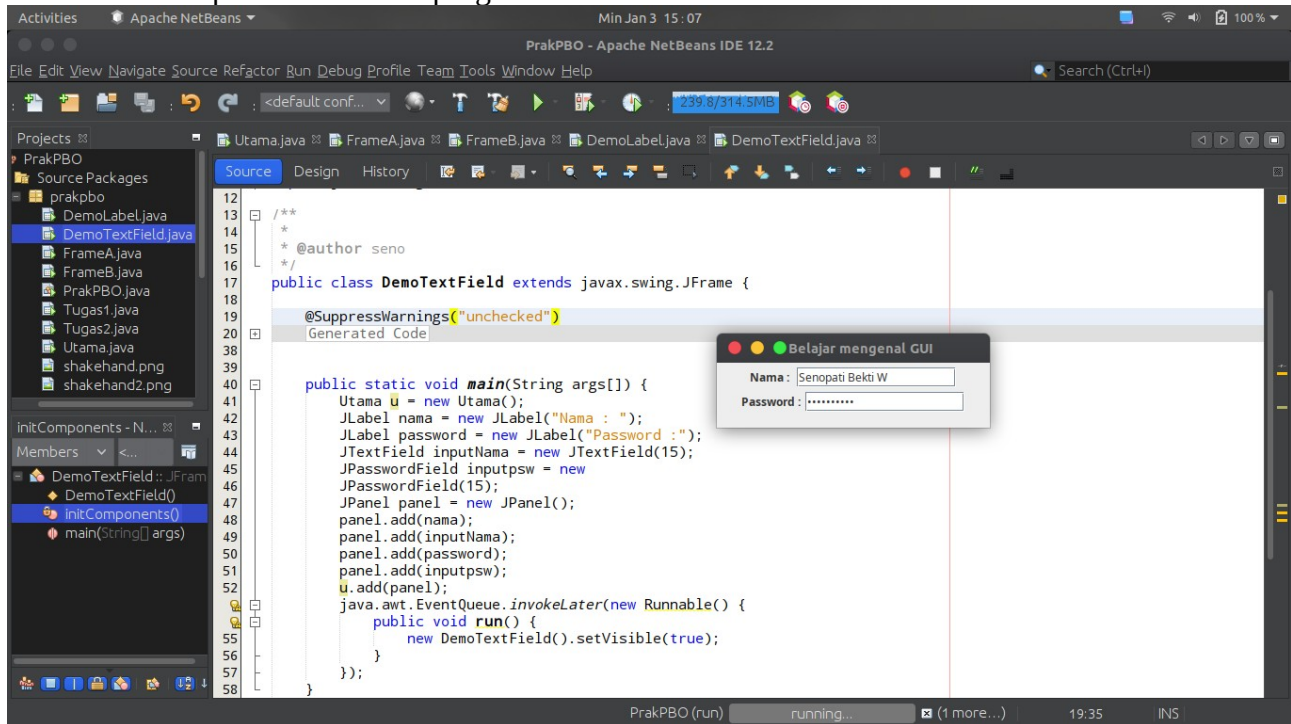 Activities Apache NetBeans Min Jan 3 15:07 100 %
PrakPBO - Apache NetBeans IDE 12.2
File Edit View Navigate Source Refactor Run Debug Profile Team Tools Window Help Search (Ctrl+I)
<default conf... 239.8/314.5MB
Projects
Utama.java FrameA.java FrameB.java DemoLabel.java DemoTextField.java
PrakPBO
Source Packages
prakpbo
DemoLabel.java
DemoTextField.java
FrameA.java
FrameB.java
PrakPBO.java
Tugas1.java
Tugas2.java
Utama.java
shakehand.png
shakehand2.png
initComponents - N...
Members <...
DemoTextField :: JFram
DemoTextField()
initComponents()
main(String[] args)
Source Design History
12
13 /**
14 *
15 * @author seno
16 */
17 public class DemoTextField extends javax.swing.JFrame {
18
19 @SuppressWarnings("unchecked")
20 Generated Code
38
39
40 public static void main(String args[]) {
41 Utama u = new Utama();
42 JLabel nama = new JLabel("Nama : ");
43 JLabel password = new JLabel("Password :");
44 JTextField inputNama = new JTextField(15);
45 JPasswordField inputpsw = new
46 JPasswordField(15);
47 JPanel panel = new JPanel();
48 panel.add(nama);
49 panel.add(inputNama);
50 panel.add(password);
51 panel.add(inputpsw);
52 u.add(panel);
java.awt.EventQueue.invokeLater(new Runnable() {
public void run() {
55 new DemoTextField().setVisible(true);
56 }
57 });
58 }
Belajar mengenal GUI
Nama : Senopati Bekti W
Password : ••••••••••
PrakPBO (run) running... (1 more...) 19:35 INS